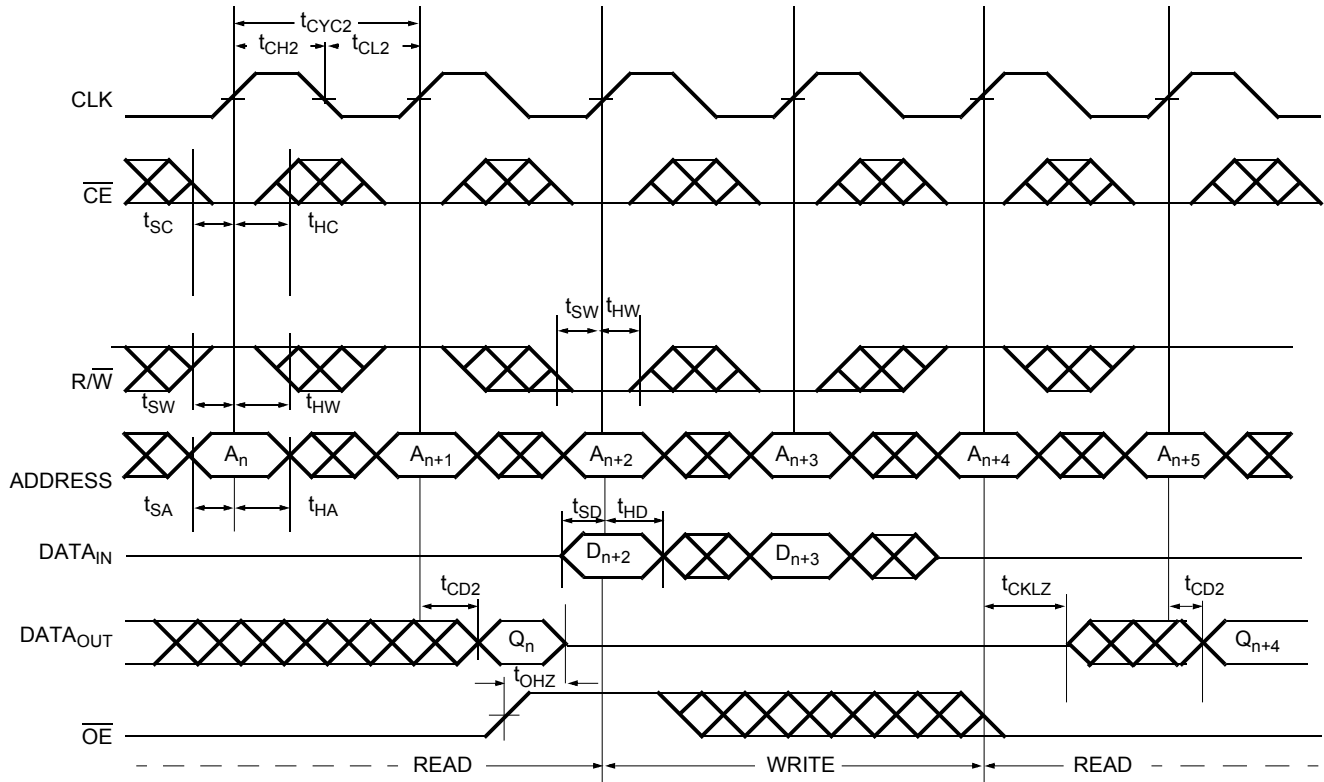 tCYC2
tCH2 tCL2
CLK
CE
tSC tHC
tSW tHW
R/W
tSW tHW
An An+1 An+2 An+3 An+4 An+5
ADDRESS
tSA tHA
tSD tHD
DATAIN
Dn+2 Dn+3
tCD2 tCKLZ tCD2
DATAOUT
Qn Qn+4
tOHZ
OE
READ WRITE READ